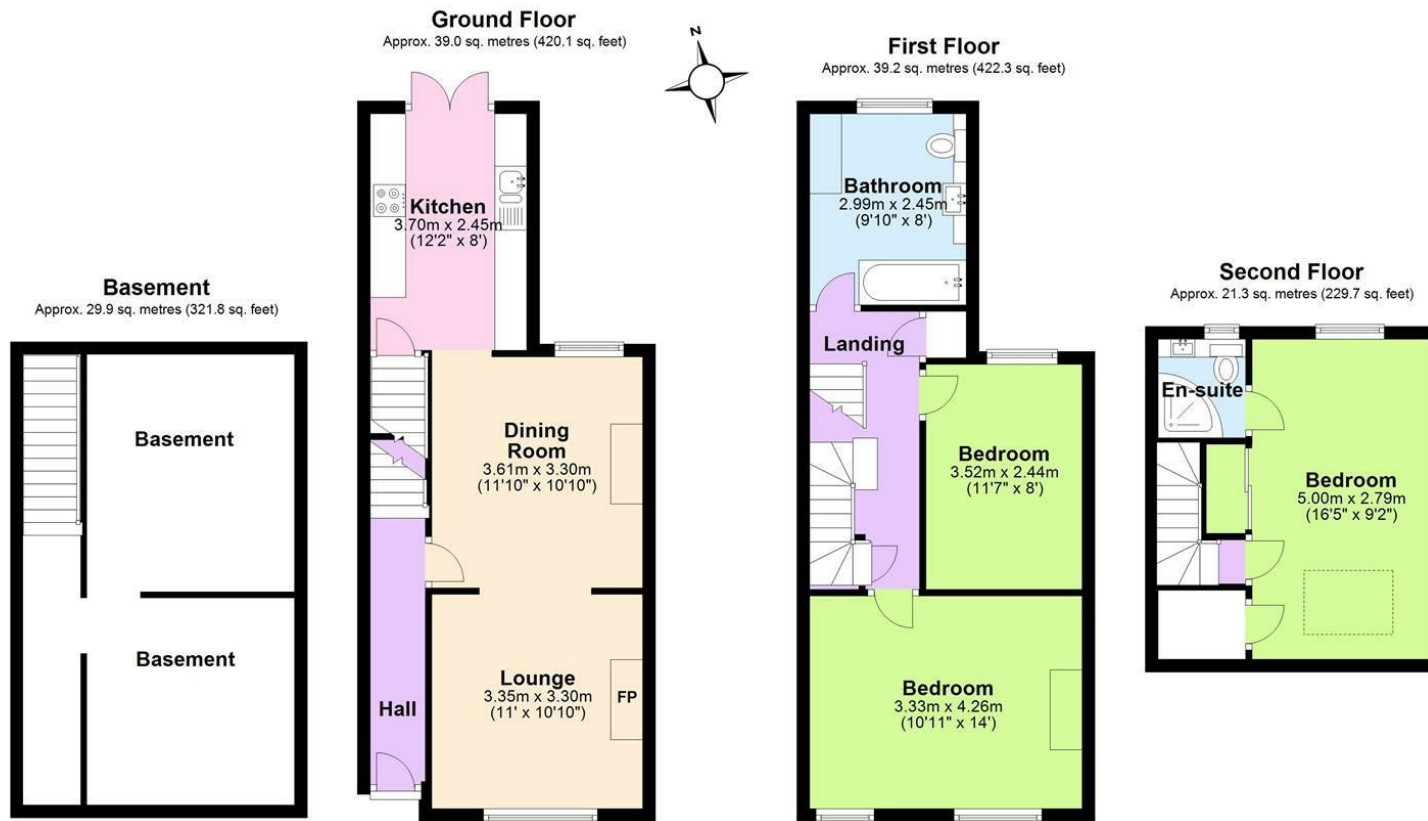 Basement
Approx. 29.9 sq. metres (321.8 sq. feet)
Basement
Basement
Ground Floor
Approx. 39.0 sq. metres (420.1 sq. feet)
Kitchen
3.70m x 2.45m
(12'2" x 8')
Dining
Room
3.61m x 3.30m
(11'10" x 10'10")
Lounge
3.35m x 3.30m
(11' x 10'10")
FP
Hall
N
First Floor
Approx. 39.2 sq. metres (422.3 sq. feet)
Bathroom
2.99m x 2.45m
(9'10" x 8')
Landing
Bedroom
3.52m x 2.44m
(11'7" x 8')
Bedroom
3.33m x 4.26m
(10'11" x 14')
Second Floor
Approx. 21.3 sq. metres (229.7 sq. feet)
En-suite
Bedroom
5.00m x 2.79m
(16'5" x 9'2")